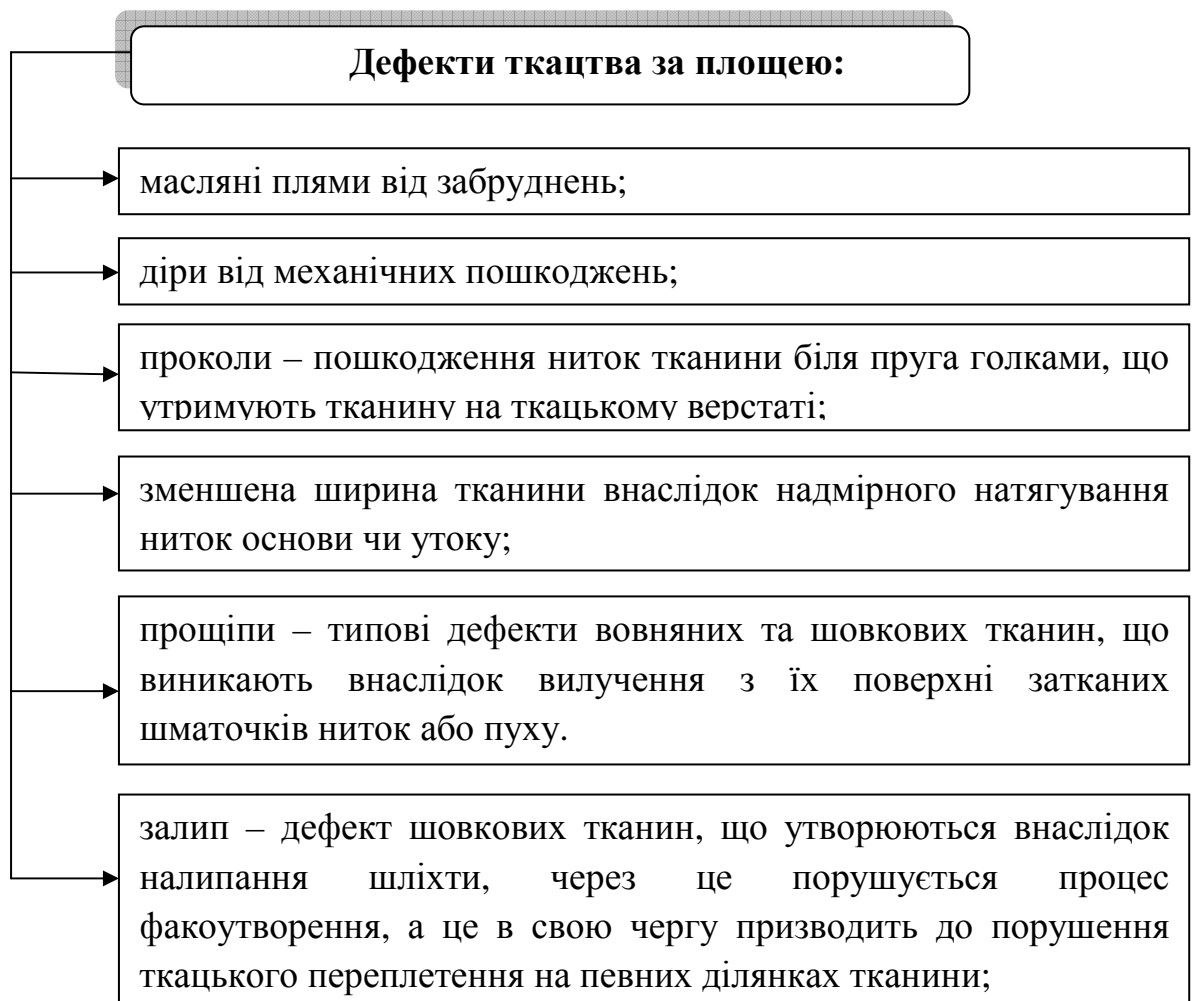 Дефекти ткацтва за площею:
масляні плями від забруднень;
діри від механічних пошкоджень;
проколи – пошкодження ниток тканини біля пруга голками, що
утримують тканину на ткацькому верстаті;
зменшена ширина тканини внаслідок надмірного натягування
ниток основи чи утоку;
прощіпи – типові дефекти вовняних та шовкових тканин, що
виникають внаслідок вилучення з їх поверхні затканих
шматочків ниток або пуху.
залип – дефект шовкових тканин, що утворюються внаслідок
налипання шліхти, через це порушується процес
факоутворення, а це в свою чергу призводить до порушення
ткацького переплетення на певних ділянках тканини;